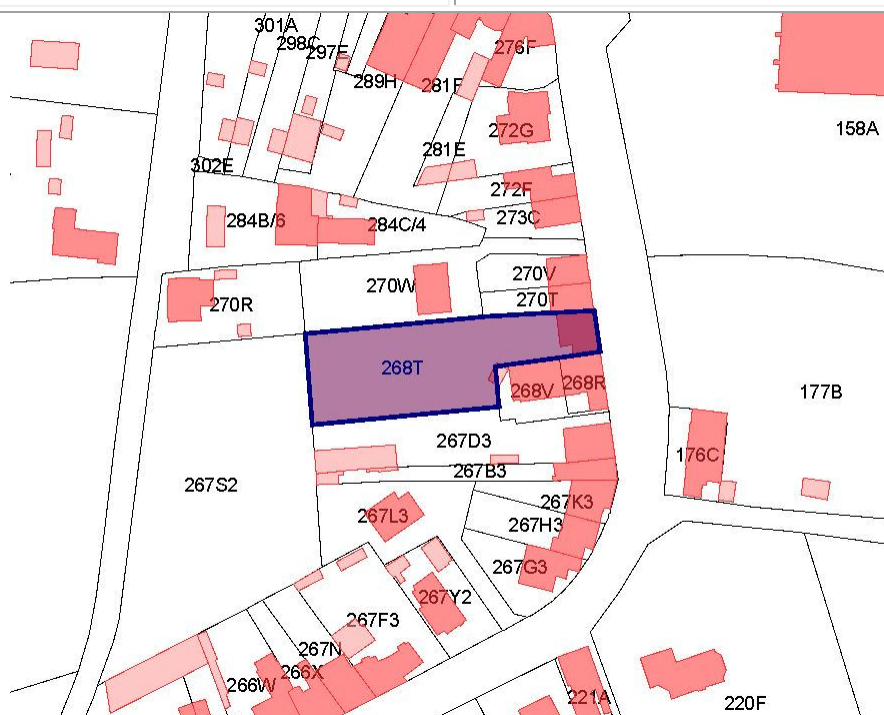 301A
298C
297E
276F
289H
281F
158A
272G
281E
302E
272F
284B/6
284C/4
273C
270V
270W
270T
270R
268T
268R
268V
177B
267D3
176C
267B3
267S2
267K3
267L3
267H3
267G3
267Y2
267F3
267N
266X
266W
221A
220F